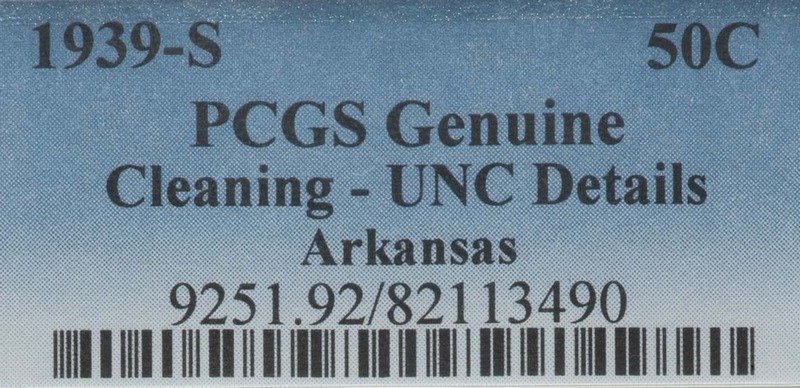 1939-S 50C
PCGS Genuine
Cleaning - UNC Details
Arkansas
9251.92/82113490